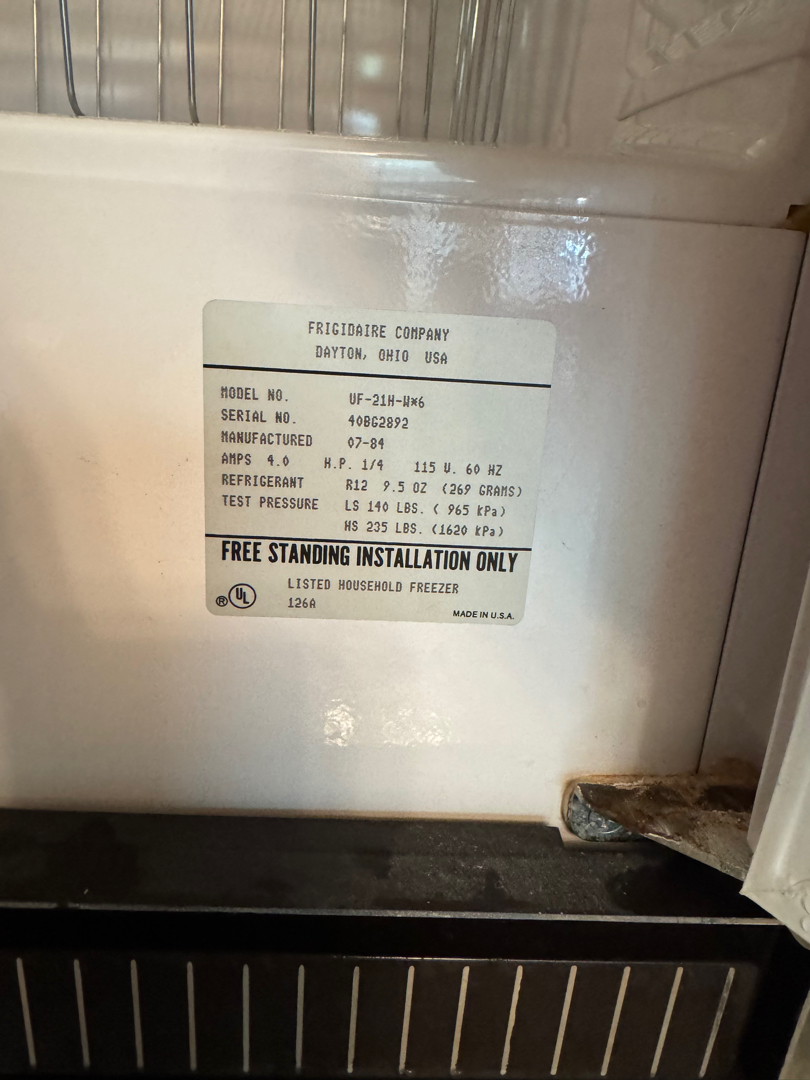 FRIGIDAIRE COMPANY
DAYTON, OHIO USA
MODEL NO. UF-21H-W*6
SERIAL NO. 40BG2892
MANUFACTURED 07-84
AMPS 4.0 H.P. 1/4 115 V. 60 HZ
REFRIGERANT R12 9.5 OZ (269 GRAMS)
TEST PRESSURE LS 140 LBS. ( 965 KPa)
HS 235 LBS. (1620 KPa)
FREE STANDING INSTALLATION ONLY
® UL LISTED HOUSEHOLD FREEZER
126A MADE IN U.S.A.